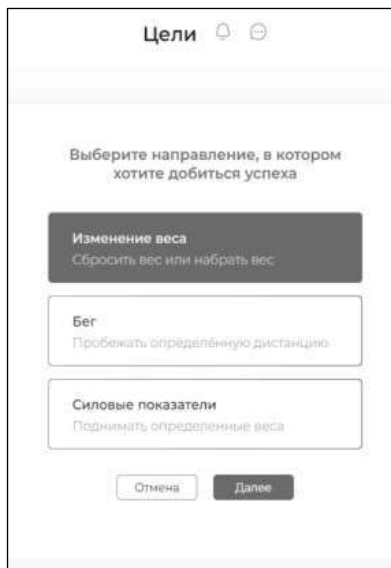 Цели
Выберите направление, в котором
хотите добиться успеха
Изменение веса
Сбросить вес или набрать вес
Бег
Пробежать определённую дистанцию
Силовые показатели
Поднимать определенные веса
Отмена
Далее